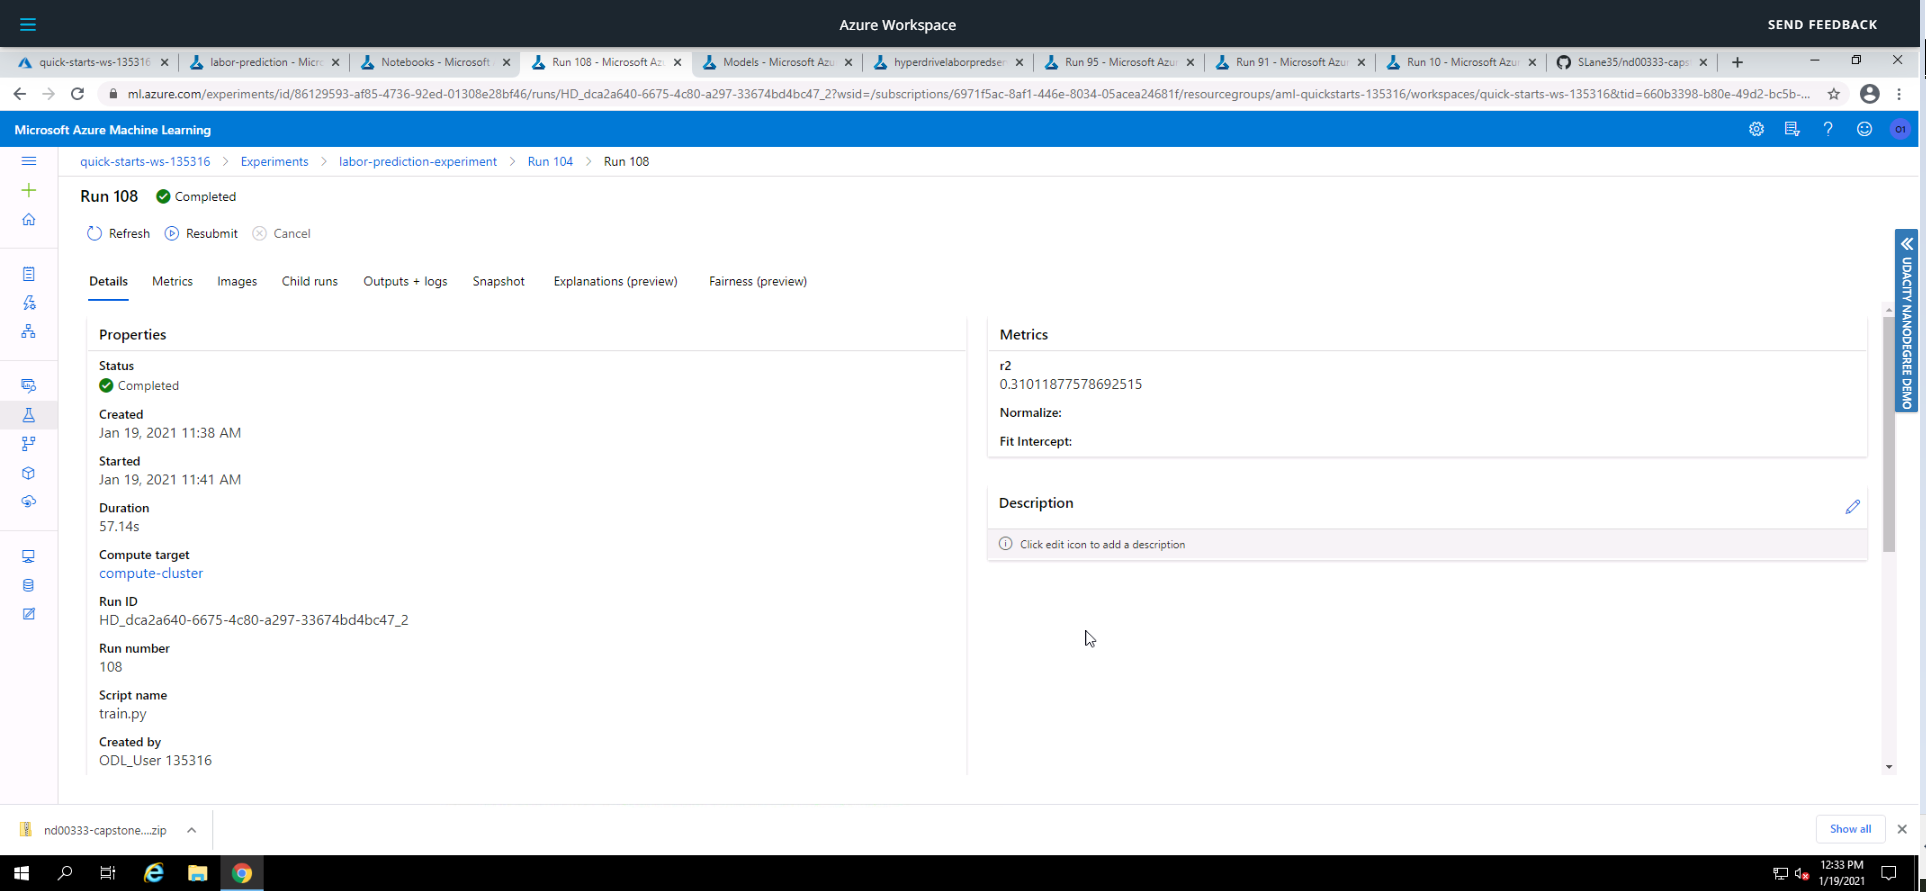 Azure Workspace
SEND FEEDBACK
quick-starts-ws-135316
labor-prediction - Micro
Notebooks - Microsoft
Run 108 - Microsoft Az
Models - Microsoft Azu
hyperdrivelaborpredser
Run 95 - Microsoft Azur
Run 91 - Microsoft Azur
Run 10 - Microsoft Azur
SLane35/nd00333-caps
ml.azure.com/experiments/id/86129593-af85-4736-92ed-01308e28bf46/runs/HD_dca2a640-6675-4c80-a297-33674bd4bc47_2?wsid=/subscriptions/6971f5ac-8af1-446e-8034-05acea24681f/resourcegroups/aml-quickstarts-135316/workspaces/quick-starts-ws-135316&tid=660b3398-b80e-49d2-bc5b-...
Microsoft Azure Machine Learning
O1
quick-starts-ws-135316 > Experiments > labor-prediction-experiment > Run 104 > Run 108
Run 108 Completed
Refresh Resubmit Cancel
Details Metrics Images Child runs Outputs + logs Snapshot Explanations (preview) Fairness (preview)
UDACITY NANODEGREE DEMO
Properties
Status
Completed
Created
Jan 19, 2021 11:38 AM
Started
Jan 19, 2021 11:41 AM
Duration
57.14s
Compute target
compute-cluster
Run ID
HD_dca2a640-6675-4c80-a297-33674bd4bc47_2
Run number
108
Script name
train.py
Created by
ODL_User 135316
Metrics
r2
0.31011877578692515
Normalize:
Fit Intercept:
Description
Click edit icon to add a description
nd00333-capstone....zip
Show all
12:33 PM
1/19/2021